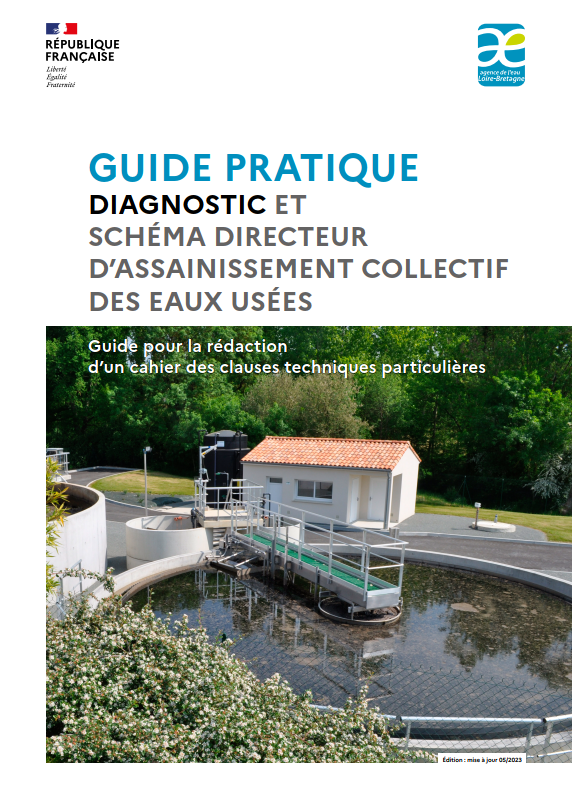 RÉPUBLIQUE
FRANÇAISE
Liberté
Égalité
Fraternité
æ
agence de l'eau
Loire-Bretagne
GUIDE PRATIQUE
DIAGNOSTIC ET
SCHÉMA DIRECTEUR
D'ASSAINISSEMENT COLLECTIF
DES EAUX USÉES
Guide pour la rédaction
d'un cahier des clauses techniques particulières
Édition : mise à jour 05/2023